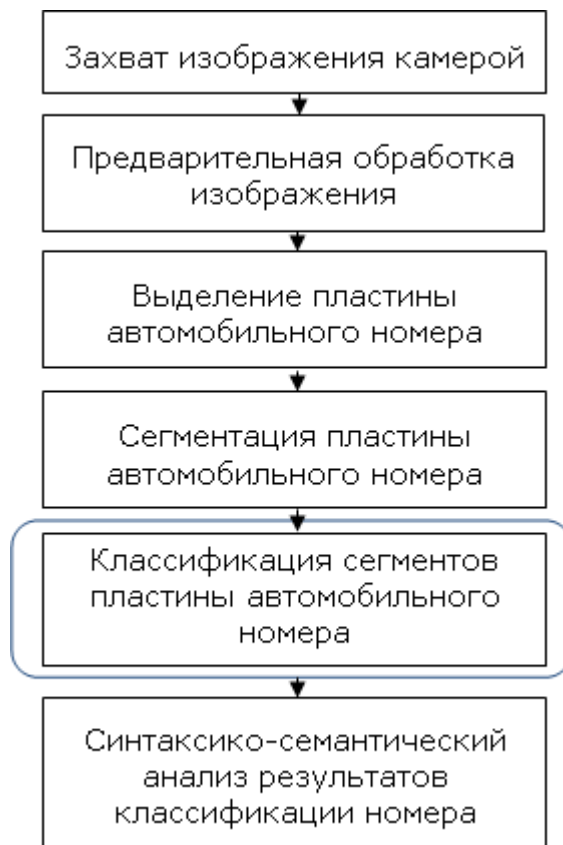 Захват изображения камерой
Предварительная обработка
изображения
Выделение пластины
автомобильного номера
Сегментация пластины
автомобильного номера
Классификация сегментов
пластины автомобильного
номера
Синтаксико-семантический
анализ результатов
классификации номера